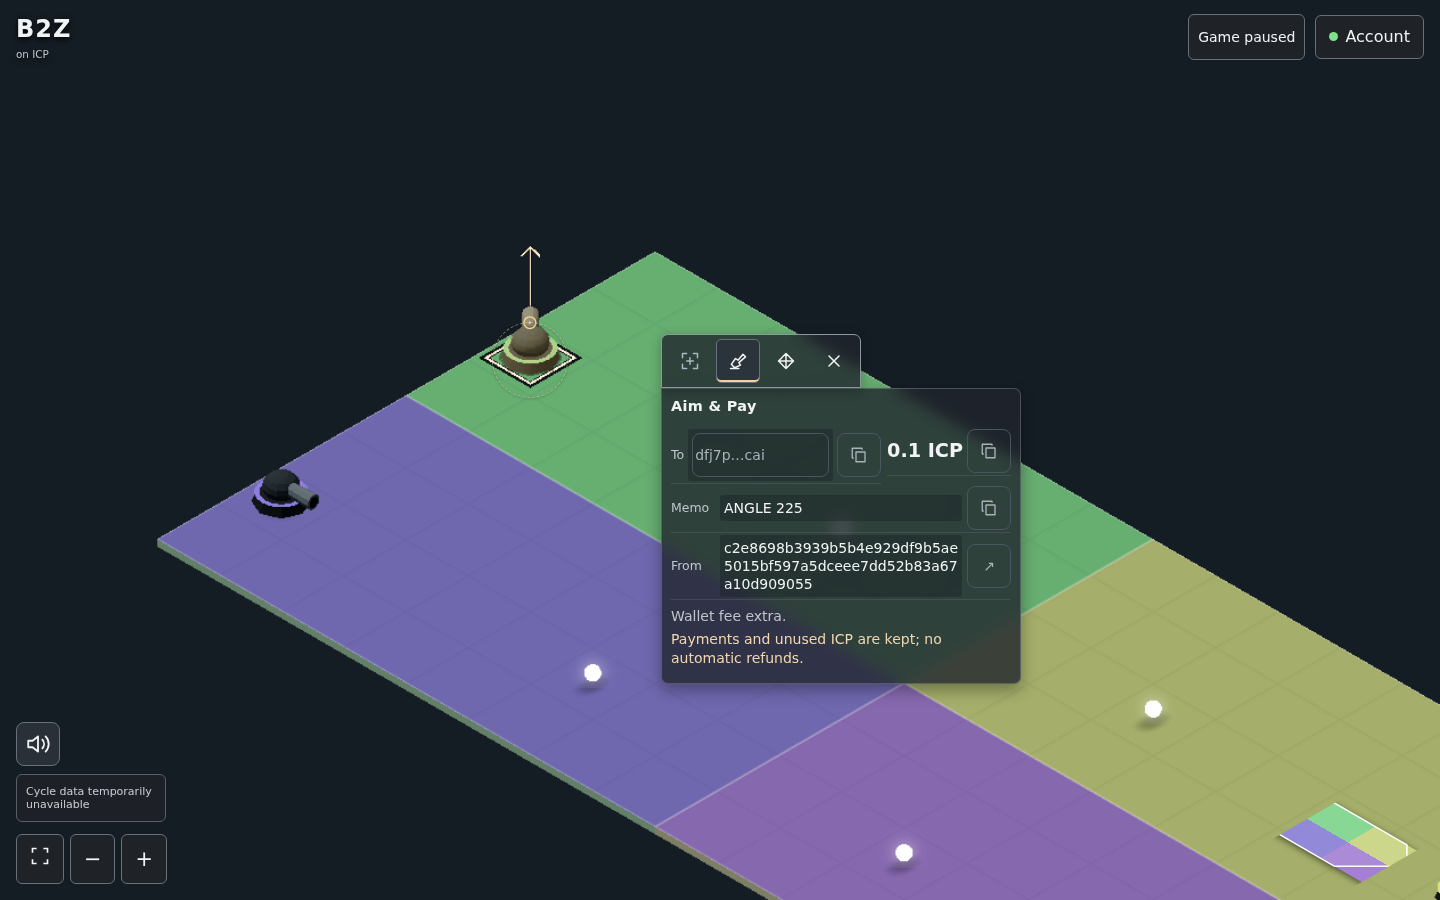 B2Z
on ICP
Game paused
Account
Aim & Pay
To
dfj7p...cai
0.1 ICP
Memo
ANGLE 225
From
c2e8698b3939b5b4e929df9b5ae
5015bf597a5dceee7dd52b83a67
a10d909055
Wallet fee extra.
Payments and unused ICP are kept; no
automatic refunds.
Cycle data temporarily
unavailable